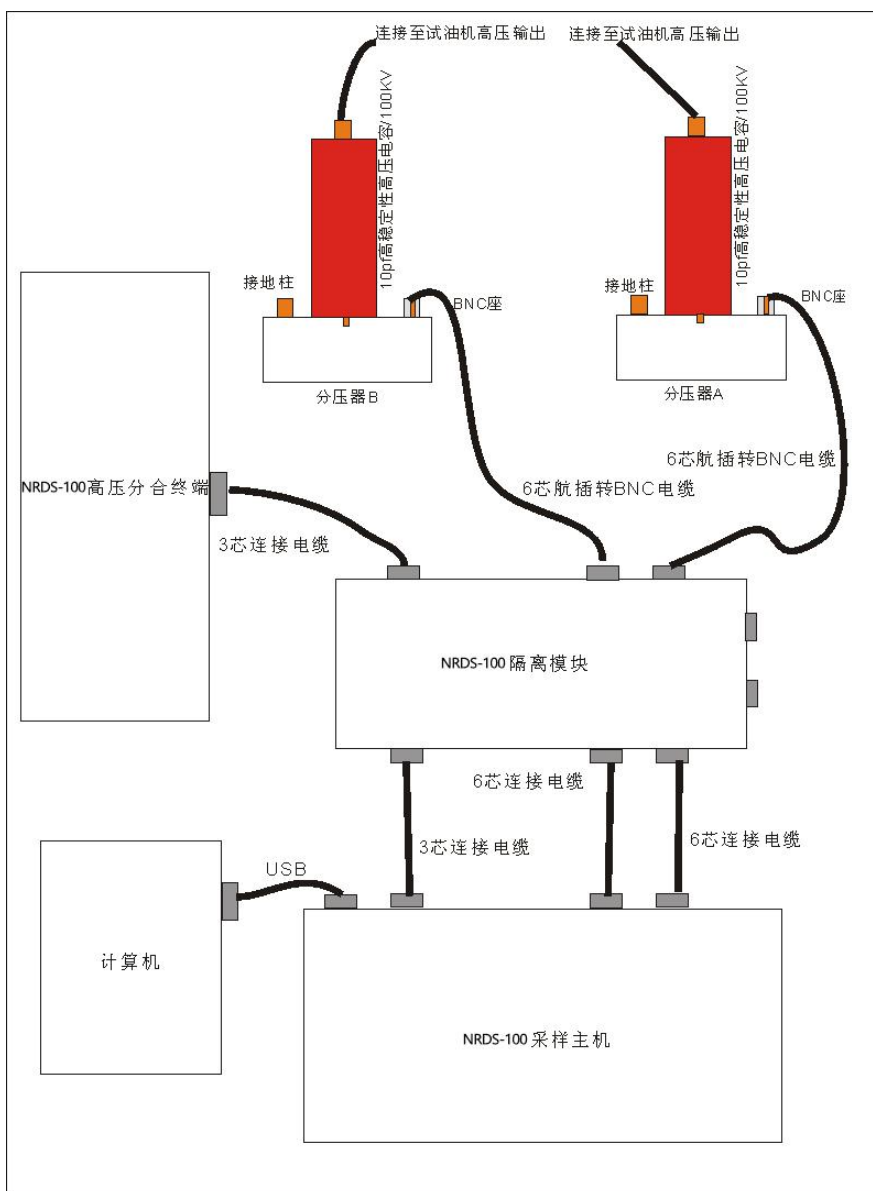 连接至试油机高压输出
连接至试油机高压输出
10pf高稳定性高压电容/100KV
10pf高稳定性高压电容/100KV
接地柱
BNC座
接地柱
BNC座
分压器B
分压器A
NRDS-100高压分合终端
6芯航插转BNC电缆
6芯航插转BNC电缆
3芯连接电缆
NRDS-100 隔离模块
6芯连接电缆
3芯连接电缆
6芯连接电缆
USB
计算机
NRDS-100 采样主机